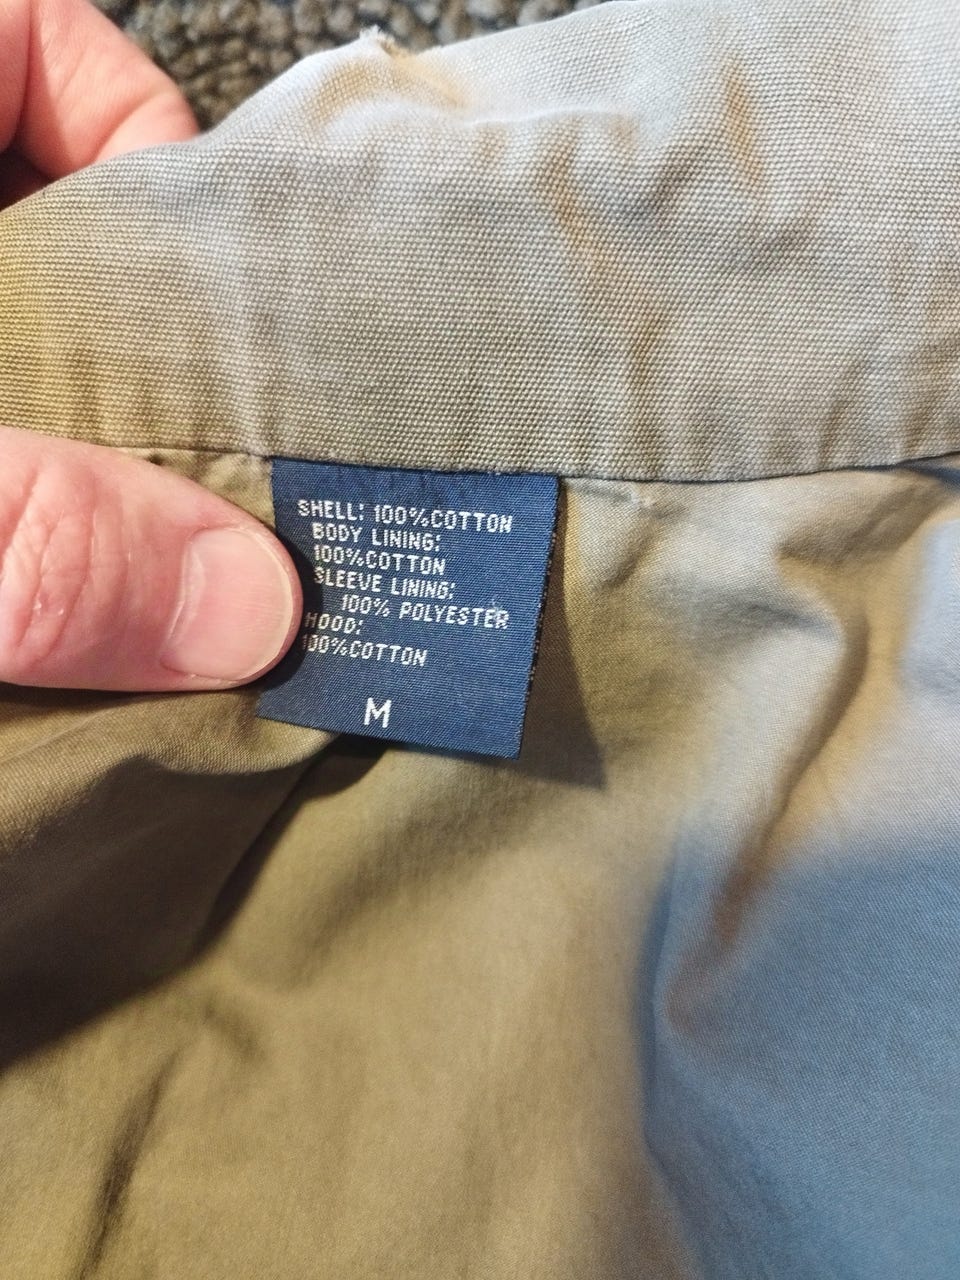 SHELL: 100%COTTON
BODY LINING:
100%COTTON
SLEEVE LINING:
100% POLYESTER
HOOD:
100%COTTON
M